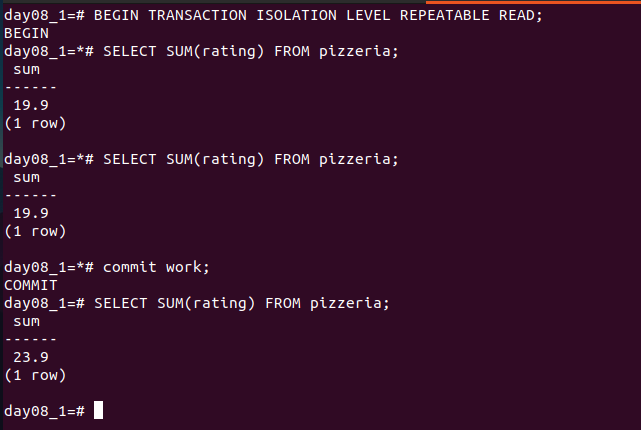 day08_1=# BEGIN TRANSACTION ISOLATION LEVEL REPEATABLE READ;
BEGIN
day08_1=*# SELECT SUM(rating) FROM pizzeria;
 sum
------
 19.9
(1 row)

day08_1=*# SELECT SUM(rating) FROM pizzeria;
 sum
------
 19.9
(1 row)

day08_1=*# commit work;
COMMIT
day08_1=# SELECT SUM(rating) FROM pizzeria;
 sum
------
 23.9
(1 row)

day08_1=#